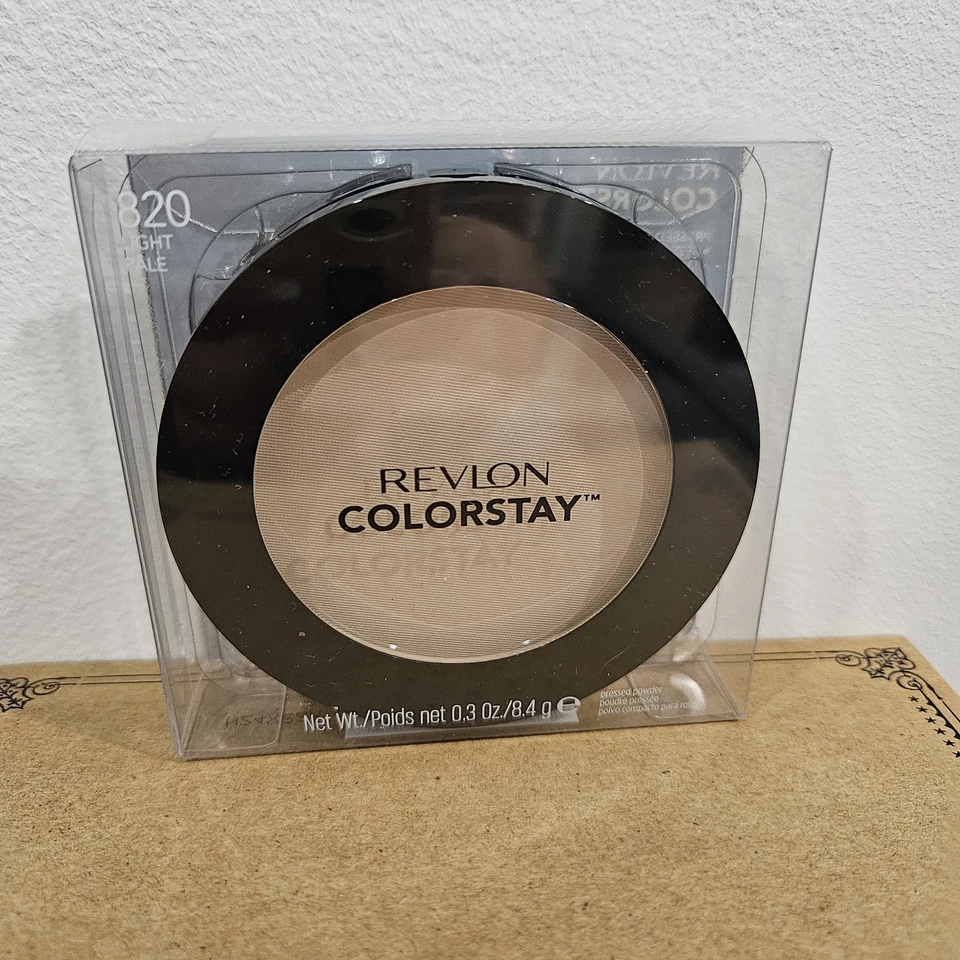 820
LIGHT
PALE
REVLON
COLORSTAY™
Net Wt./Poids net 0.3 Oz./8.4 g ℮
pressed powder
poudre pressée
polvo compacto para
REVLON